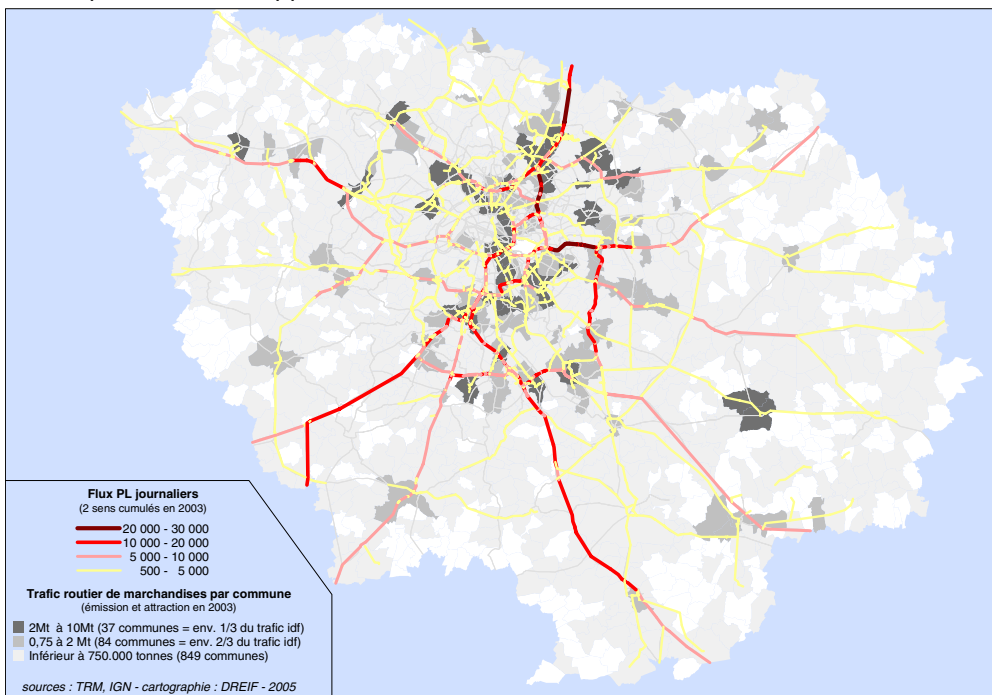 Flux PL journaliers
(2 sens cumulés en 2003)
20 000 - 30 000
10 000 - 20 000
5 000 - 10 000
500 - 5 000
Trafic routier de marchandises par commune
(émission et attraction en 2003)
2Mt à 10Mt (37 communes = env. 1/3 du trafic idf)
0,75 à 2 Mt (84 communes = env. 2/3 du trafic idf)
Inférieur à 750.000 tonnes (849 communes)
sources : TRM, IGN - cartographie : DREIF - 2005